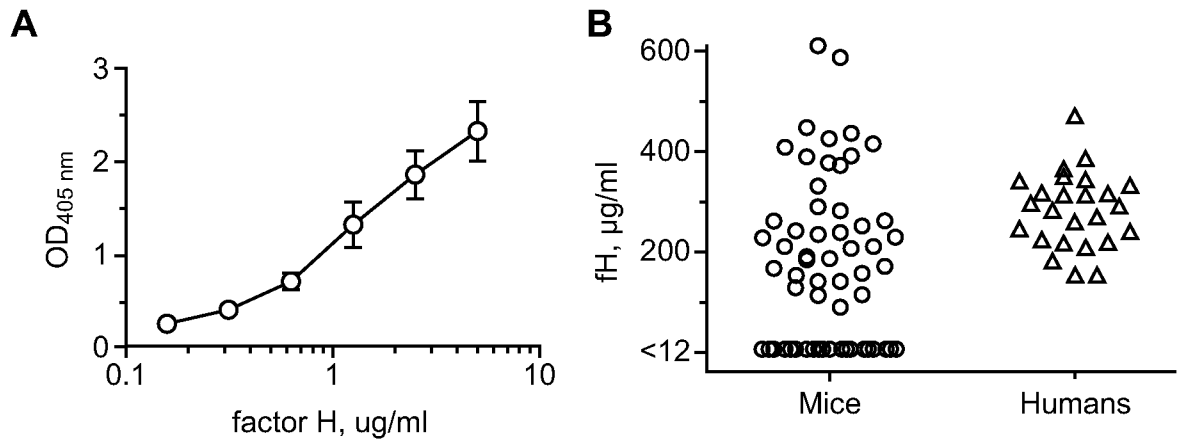 A
3
2
1
0
OD405 nm
0.1
1
10
factor H, ug/ml
B
600
400
200
<12
fH, µg/ml
Mice
Humans